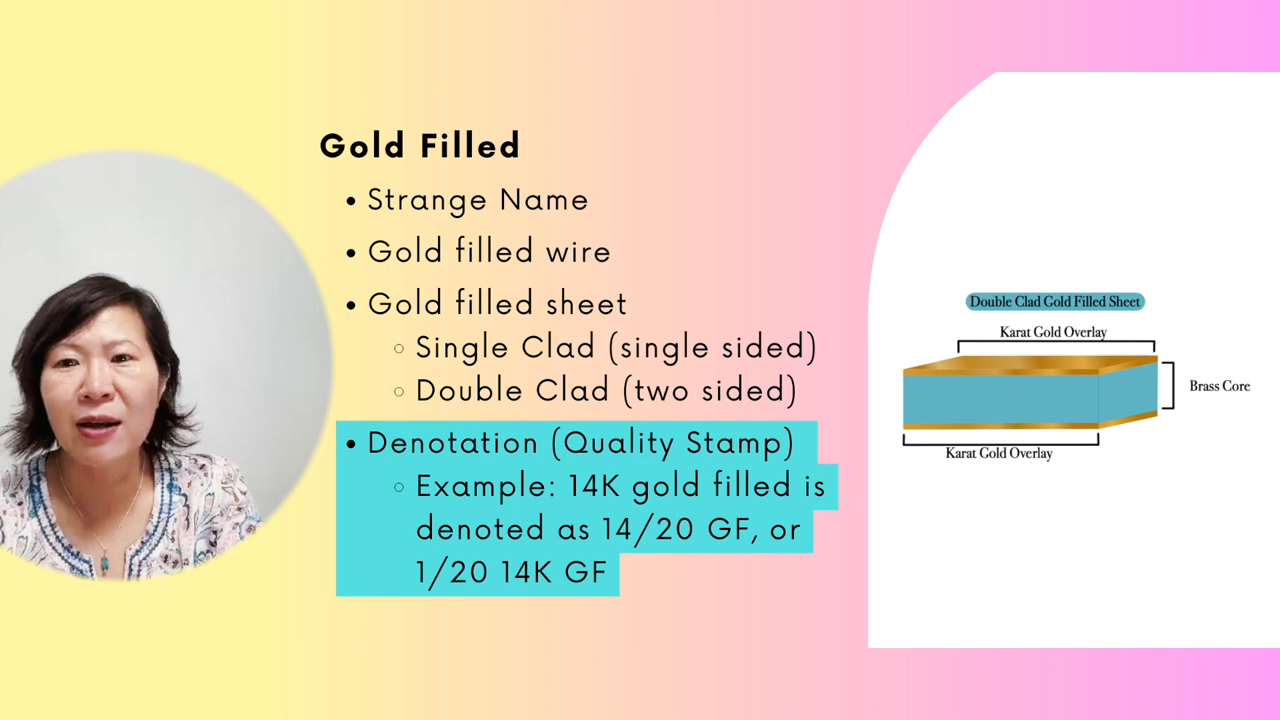 Gold Filled
• Strange Name
• Gold filled wire
• Gold filled sheet
◦ Single Clad (single sided)
◦ Double Clad (two sided)
• Denotation (Quality Stamp)
◦ Example: 14K gold filled is
denoted as 14/20 GF, or
1/20 14K GF
Double Clad Gold Filled Sheet
Karat Gold Overlay
Brass Core
Karat Gold Overlay